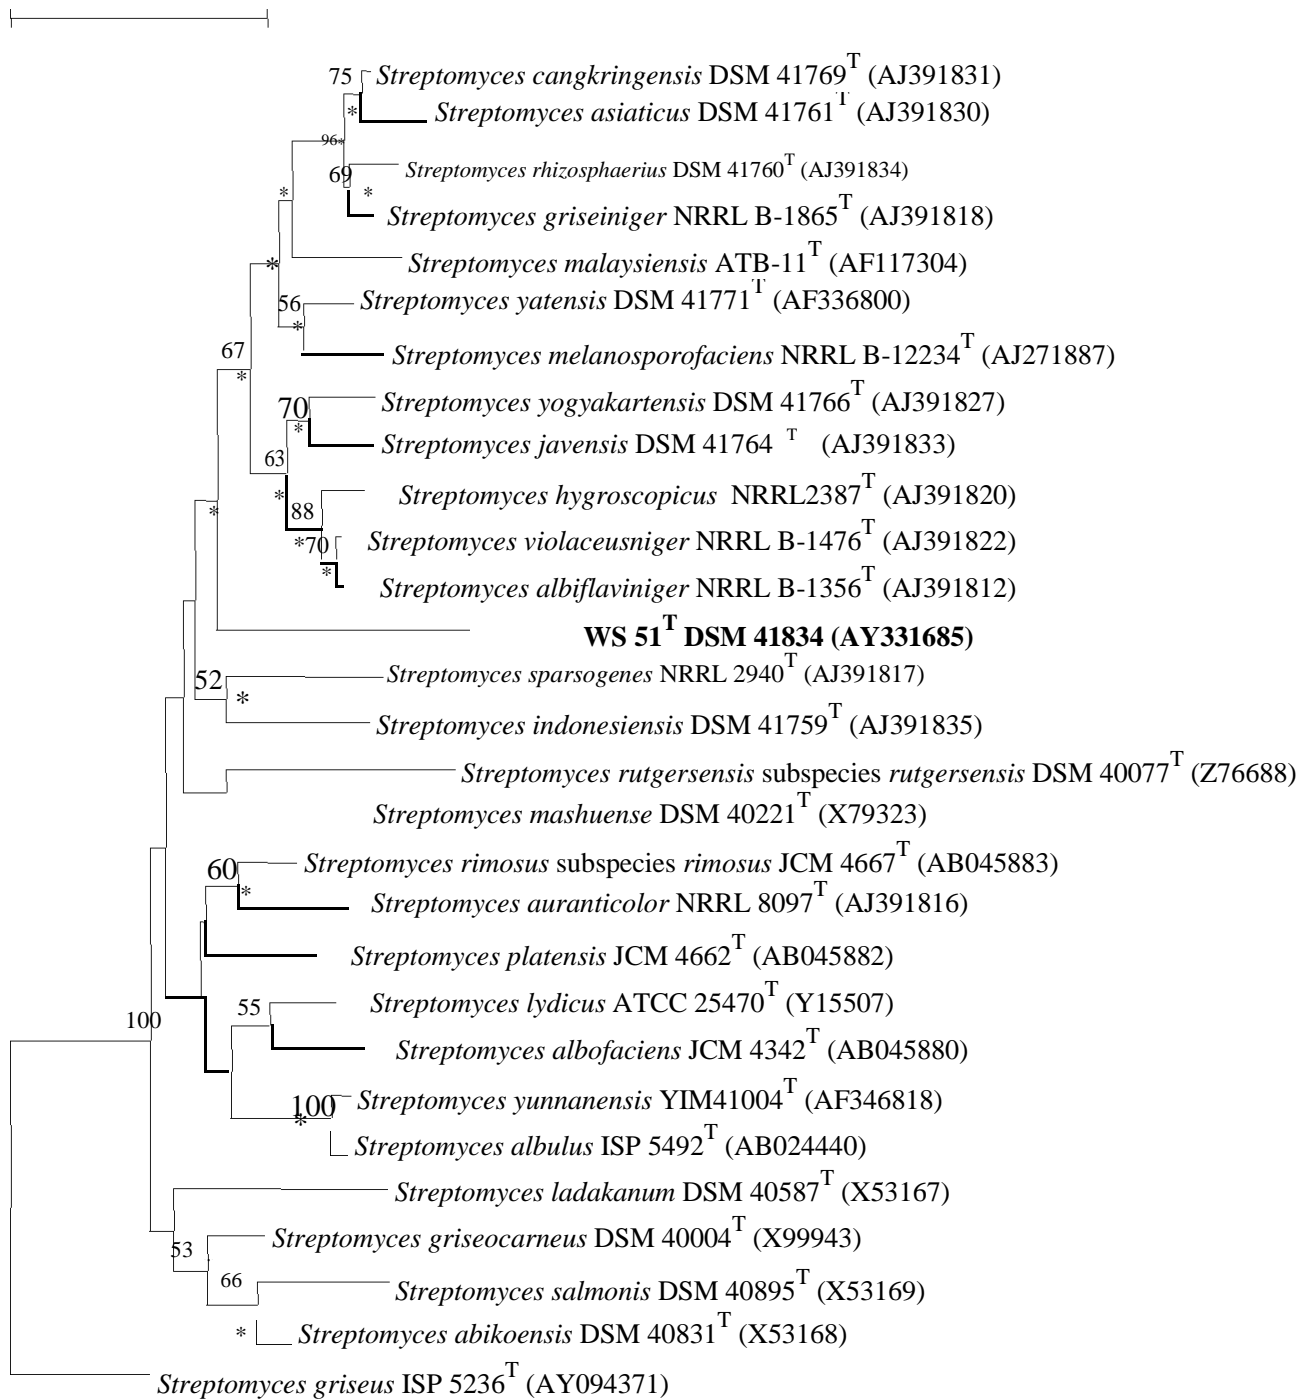 75 Streptomyces cangkringensis DSM 41769T (AJ391831)
* Streptomyces asiaticus DSM 41761T (AJ391830)
96*
69 Streptomyces rhizosphaerius DSM 41760T (AJ391834)
*
* Streptomyces griseiniger NRRL B-1865T (AJ391818)
* Streptomyces malaysiensis ATB-11T (AF117304)
56 Streptomyces yatensis DSM 41771T (AF336800)
*
67 Streptomyces melanosporofaciens NRRL B-12234T (AJ271887)
*
70 Streptomyces yogyakartensis DSM 41766T (AJ391827)
* Streptomyces javensis DSM 41764 T (AJ391833)
63
* Streptomyces hygroscopicus NRRL2387T (AJ391820)
88
*70 Streptomyces violaceusniger NRRL B-1476T (AJ391822)
*
* Streptomyces albiflaviniger NRRL B-1356T (AJ391812)
WS 51T DSM 41834 (AY331685)
52 Streptomyces sparsogenes NRRL 2940T (AJ391817)
*
Streptomyces indonesiensis DSM 41759T (AJ391835)
Streptomyces rutgersensis subspecies rutgersensis DSM 40077T (Z76688)
Streptomyces mashuense DSM 40221T (X79323)
60 Streptomyces rimosus subspecies rimosus JCM 4667T (AB045883)
* Streptomyces auranticolor NRRL 8097T (AJ391816)
Streptomyces platensis JCM 4662T (AB045882)
55 Streptomyces lydicus ATCC 25470T (Y15507)
100
Streptomyces albofaciens JCM 4342T (AB045880)
100 Streptomyces yunnanensis YIM41004T (AF346818)
*
Streptomyces albulus ISP 5492T (AB024440)
Streptomyces ladakanum DSM 40587T (X53167)
53 Streptomyces griseocarneus DSM 40004T (X99943)
66 Streptomyces salmonis DSM 40895T (X53169)
* Streptomyces abikoensis DSM 40831T (X53168)
Streptomyces griseus ISP 5236T (AY094371)